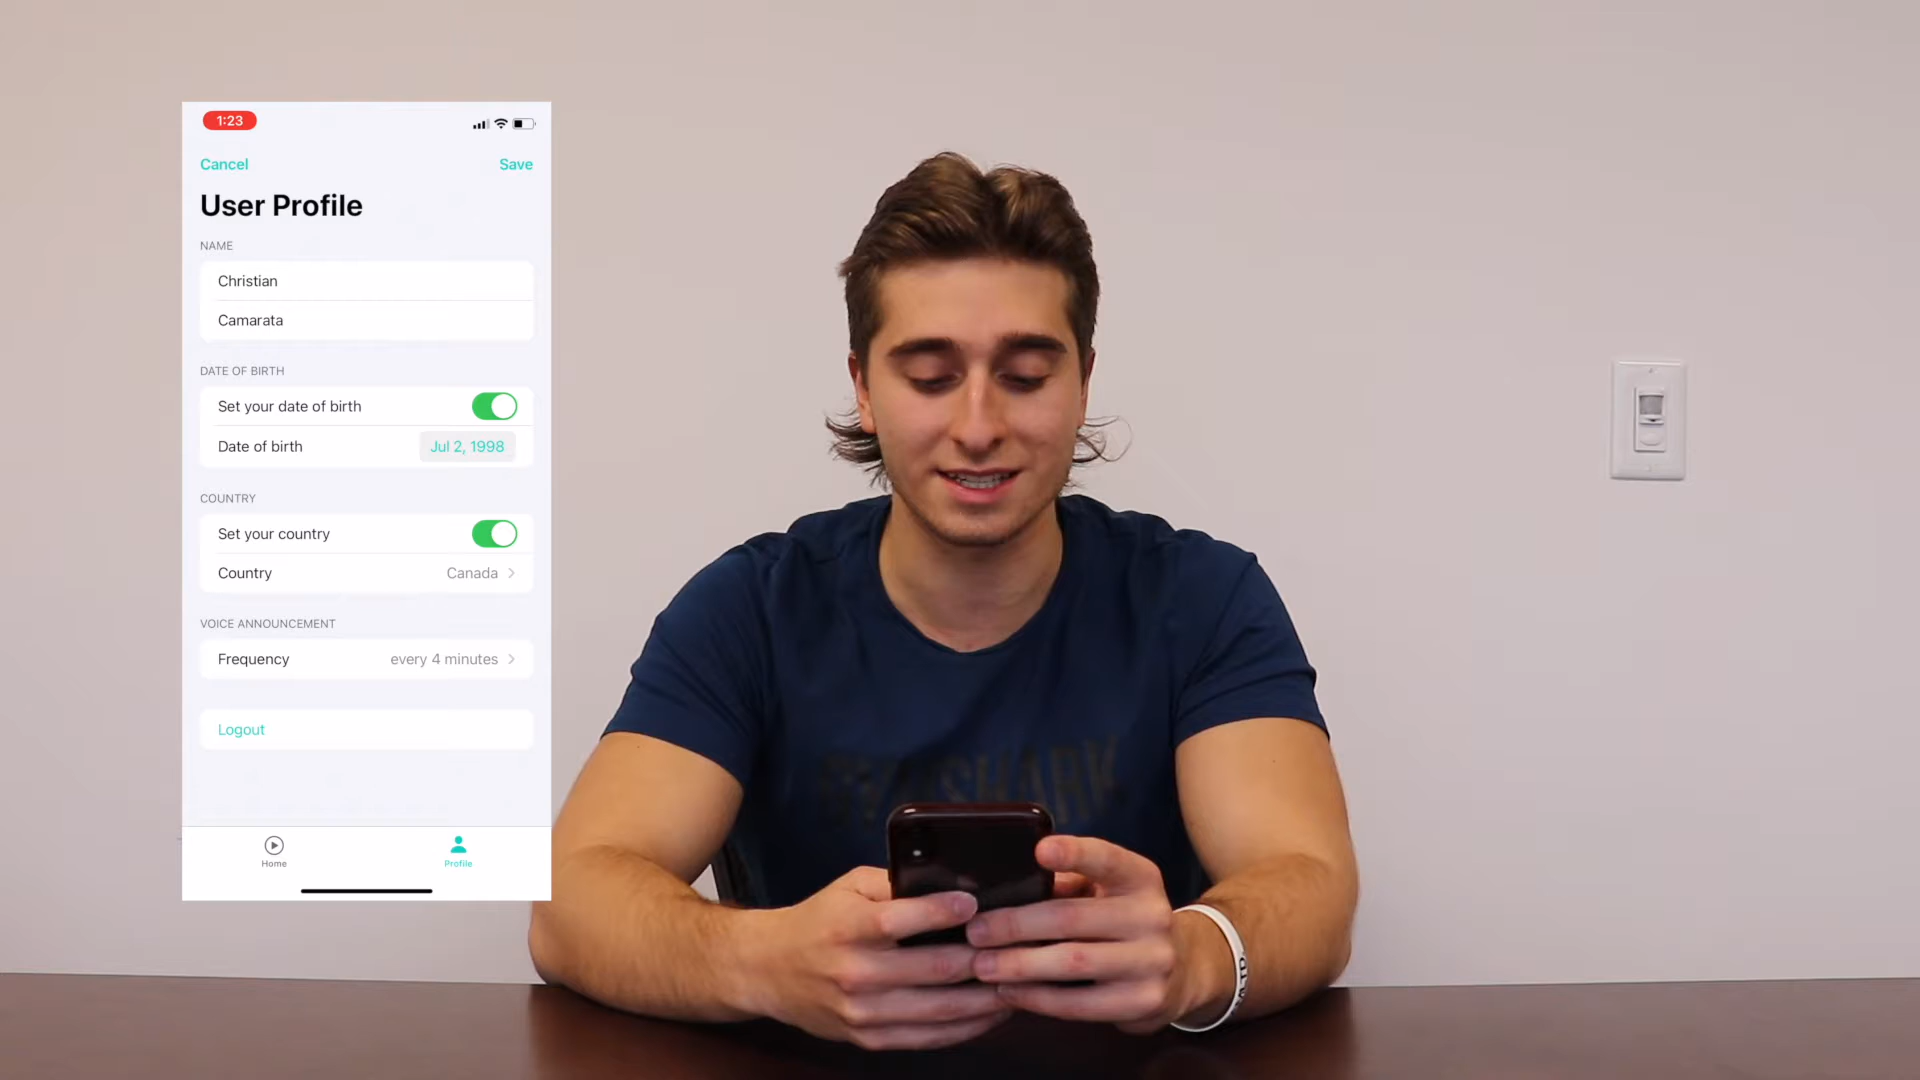 1:23
Cancel
Save
User Profile
NAME
Christian
Camarata
DATE OF BIRTH
Set your date of birth
Date of birth
Jul 2, 1998
COUNTRY
Set your country
Country
Canada
VOICE ANNOUNCEMENT
Frequency
every 4 minutes
Logout
Home
Profile
GYMSHARK